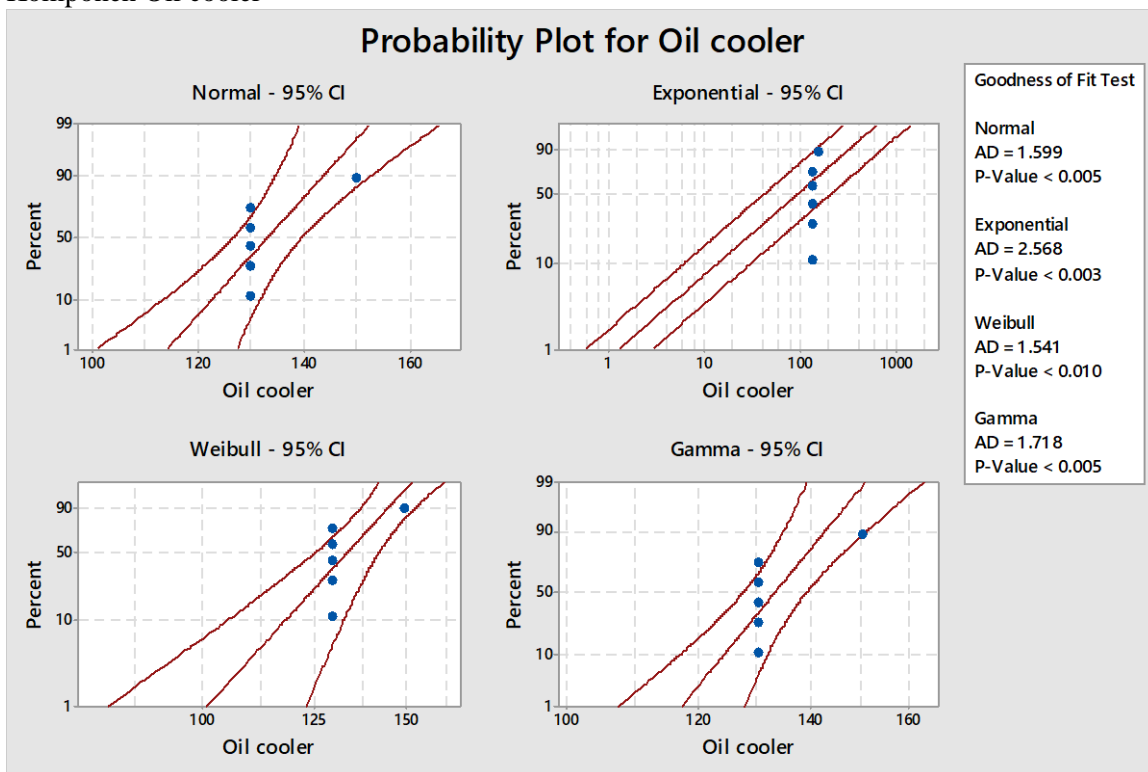 Komponen Oil cooler
Probability Plot for Oil cooler
Normal - 95% CI
99
90
50
10
1
Percent
100 120 140 160
Oil cooler
Exponential - 95% CI
90
50
10
1
Percent
1 10 100 1000
Oil cooler
Weibull - 95% CI
90
50
10
1
Percent
100 125 150
Oil cooler
Gamma - 95% CI
99
90
50
10
1
Percent
100 120 140 160
Oil cooler
Goodness of Fit Test
Normal
AD = 1.599
P-Value < 0.005
Exponential
AD = 2.568
P-Value < 0.003
Weibull
AD = 1.541
P-Value < 0.010
Gamma
AD = 1.718
P-Value < 0.005